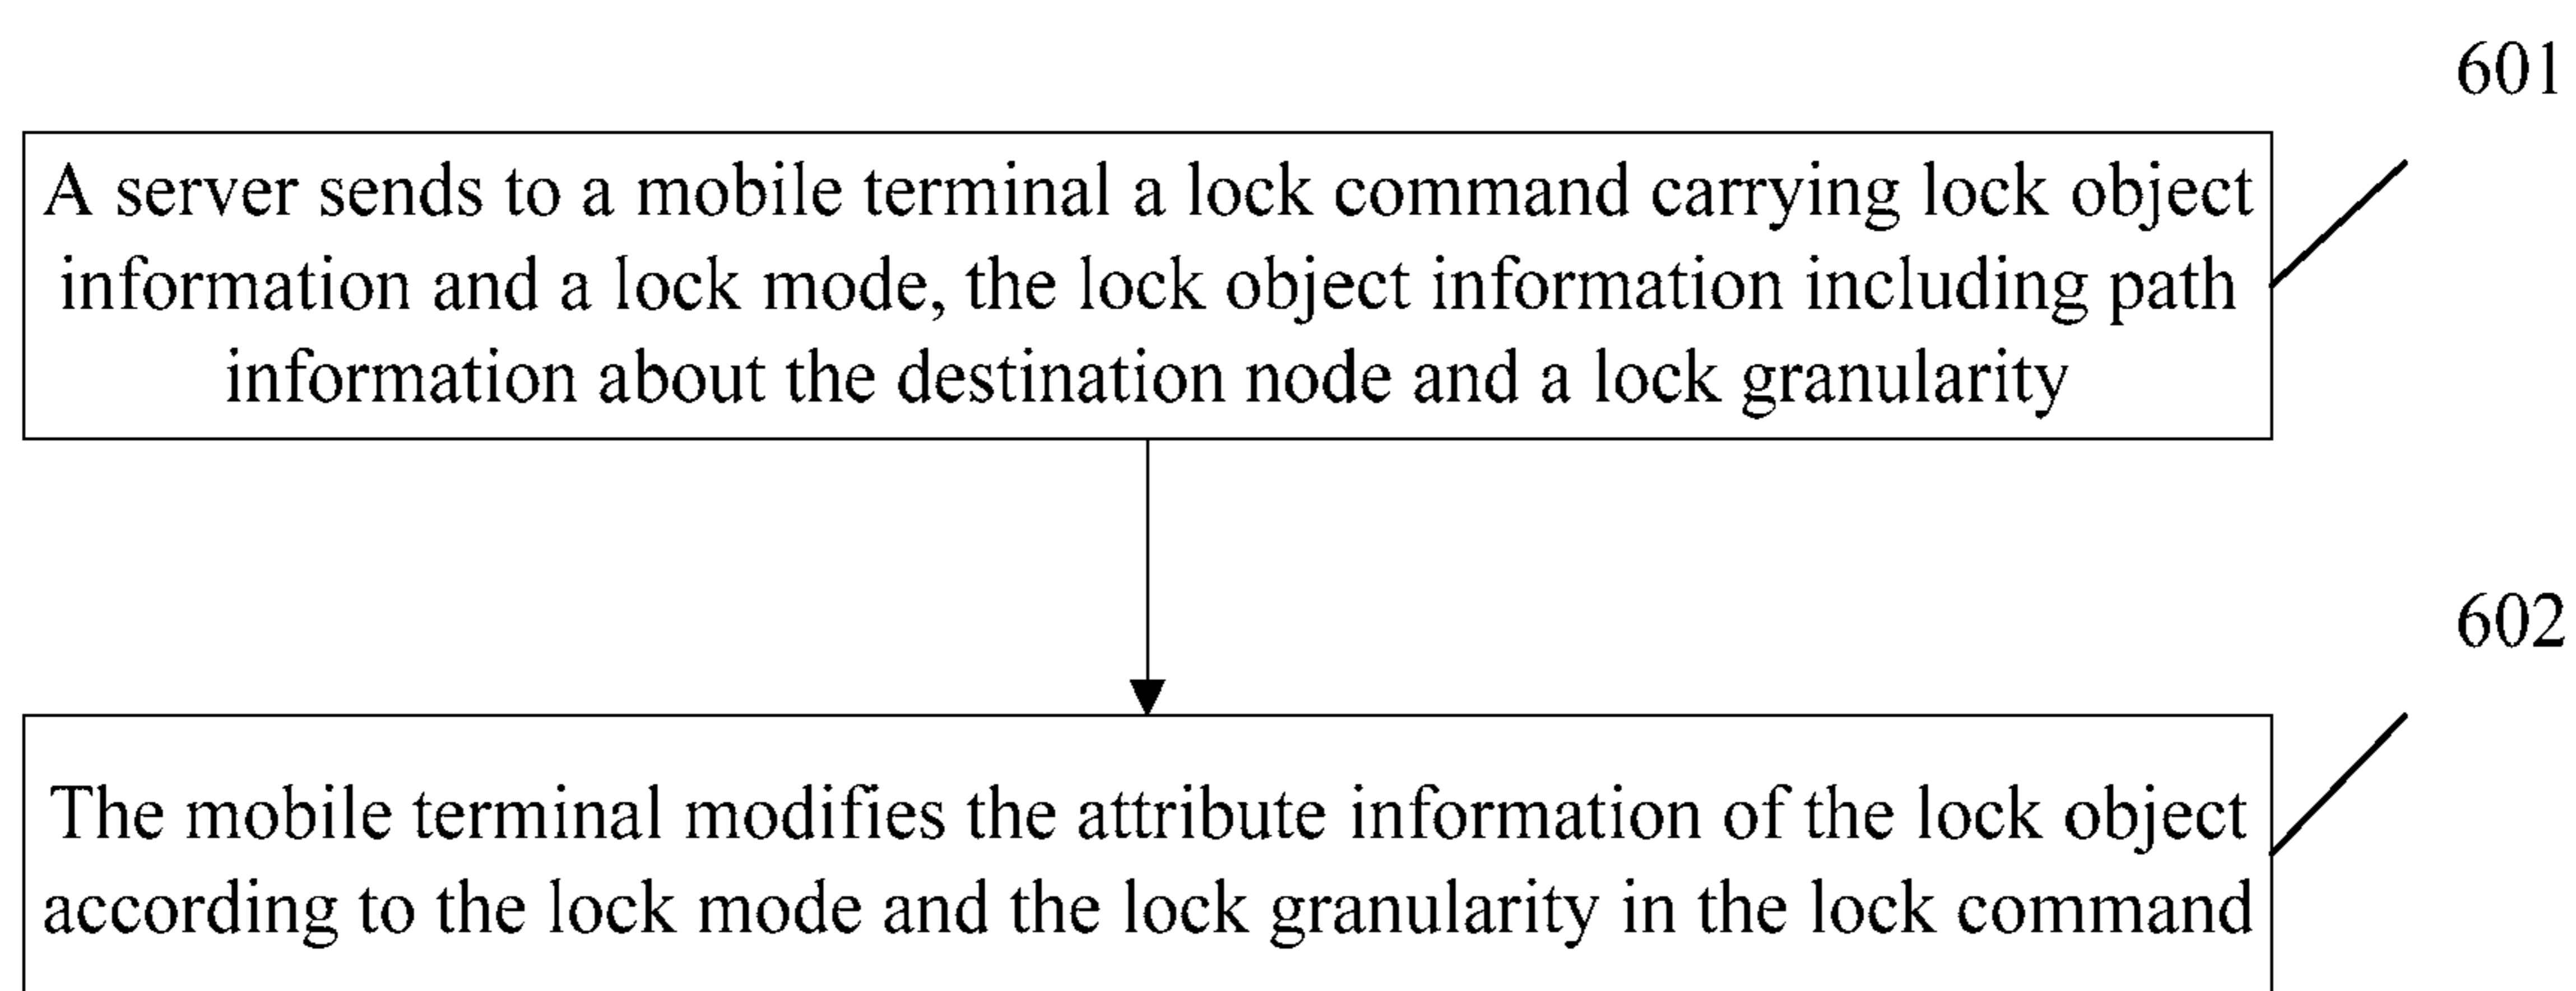 601
A server sends to a mobile terminal a lock command carrying lock object
information and a lock mode, the lock object information including path
information about the destination node and a lock granularity
602
The mobile terminal modifies the attribute information of the lock object
according to the lock mode and the lock granularity in the lock command